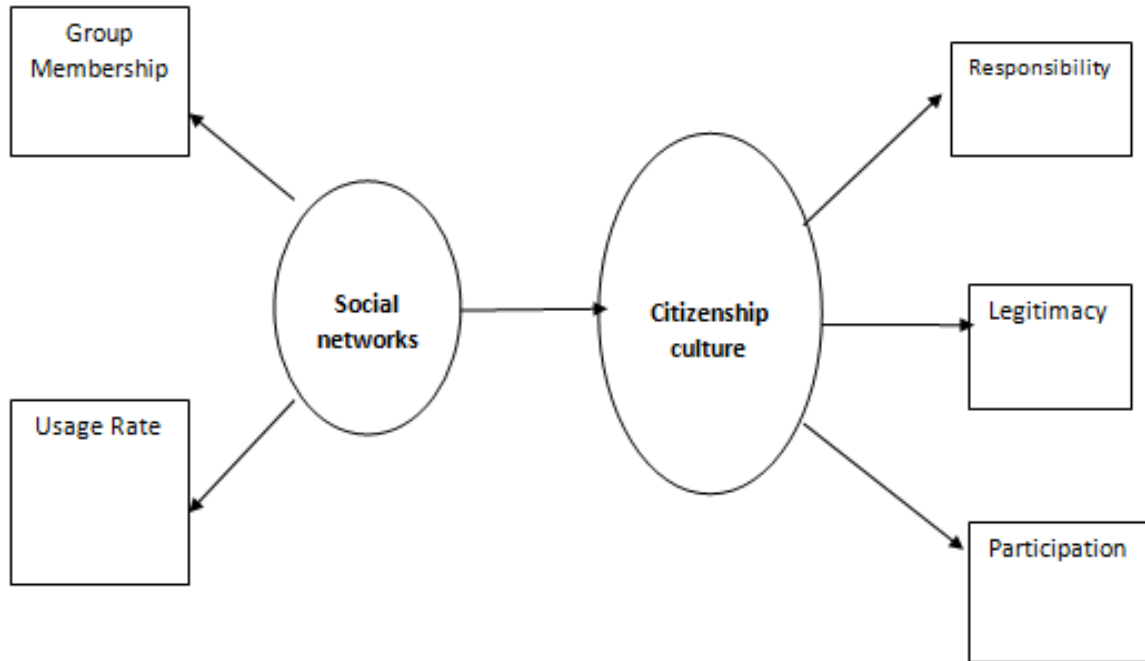 Group
Membership
Responsibility
Social
networks
Citizenship
culture
Legitimacy
Usage Rate
Participation